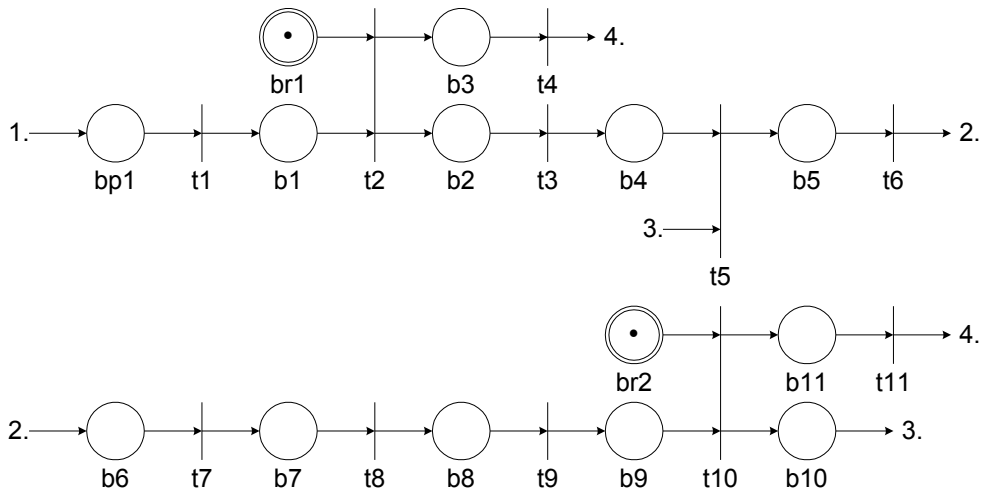 4.
br1 b3 t4
1. 2.
bp1 t1 b1 t2 b2 t3 b4 b5 t6
3.
t5
4.
br2 b11 t11
2. 3.
b6 t7 b7 t8 b8 t9 b9 t10 b10